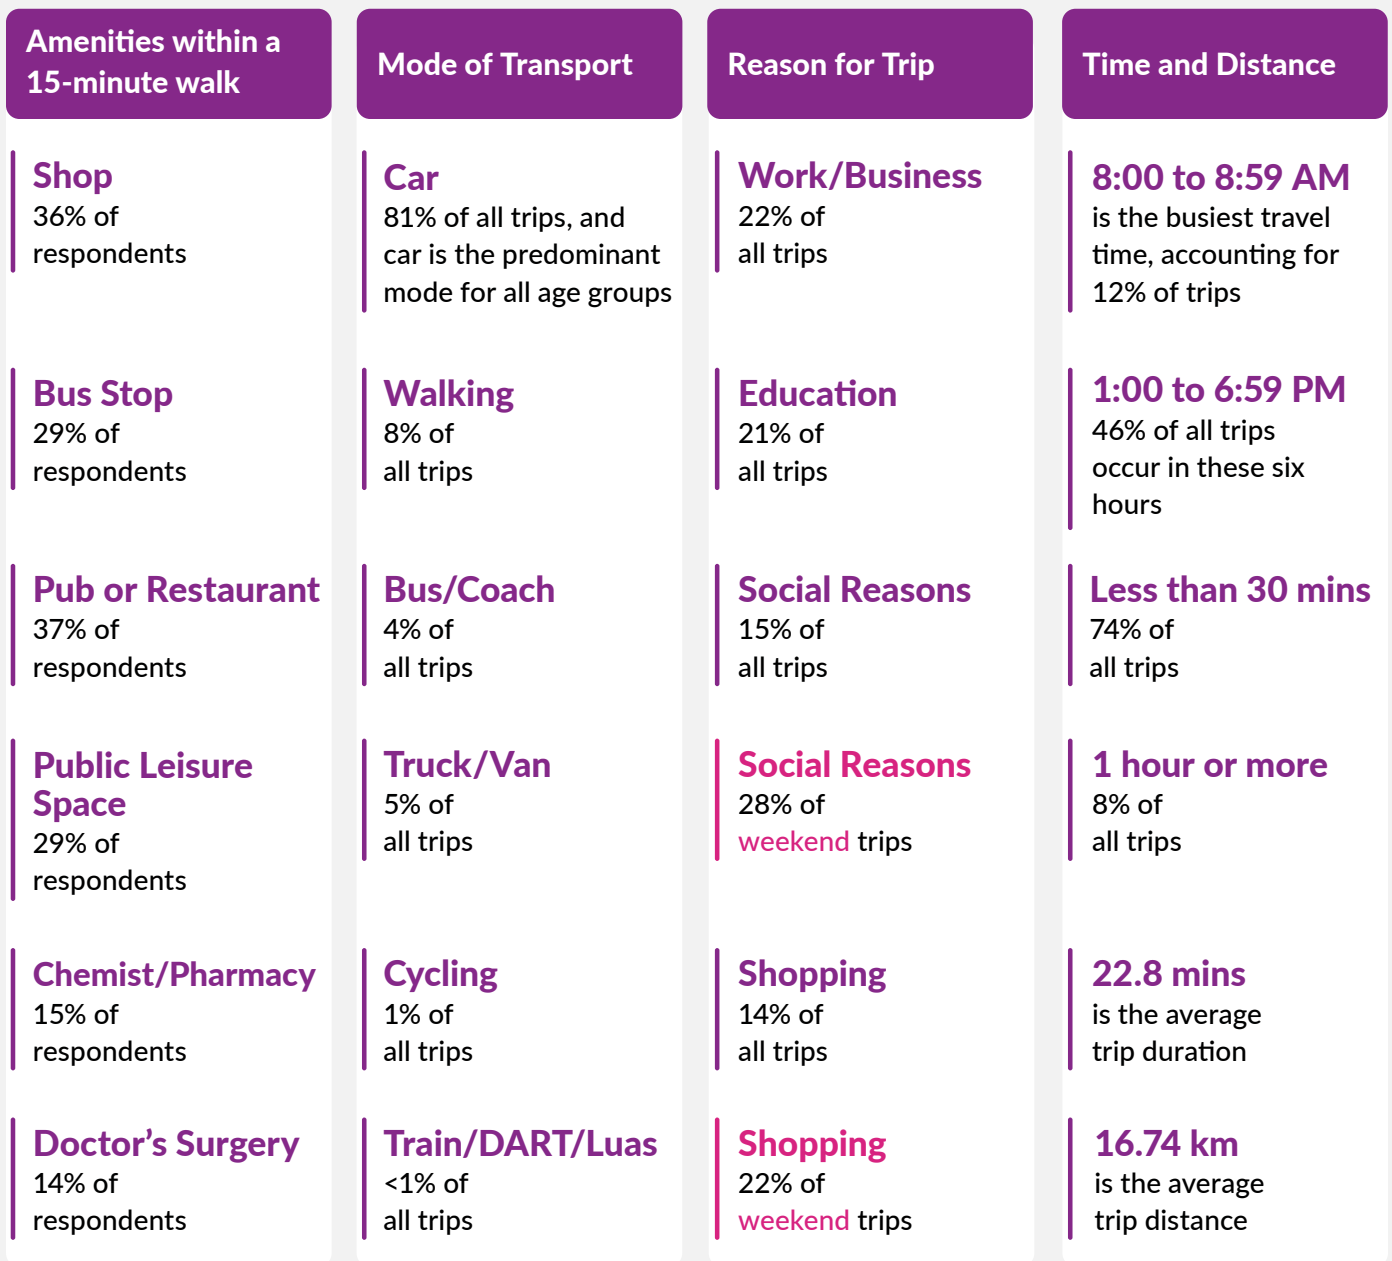 Amenities within a
15-minute walk
Shop
36% of
respondents
Bus Stop
29% of
respondents
Pub or Restaurant
37% of
respondents
Public Leisure
Space
29% of
respondents
Chemist/Pharmacy
15% of
respondents
Doctor’s Surgery
14% of
respondents
Mode of Transport
Car
81% of all trips, and
car is the predominant
mode for all age groups
Walking
8% of
all trips
Bus/Coach
4% of
all trips
Truck/Van
5% of
all trips
Cycling
1% of
all trips
Train/DART/Luas
<1% of
all trips
Reason for Trip
Work/Business
22% of
all trips
Education
21% of
all trips
Social Reasons
15% of
all trips
Social Reasons
28% of
weekend trips
Shopping
14% of
all trips
Shopping
22% of
weekend trips
Time and Distance
8:00 to 8:59 AM
is the busiest travel
time, accounting for
12% of trips
1:00 to 6:59 PM
46% of all trips
occur in these six
hours
Less than 30 mins
74% of
all trips
1 hour or more
8% of
all trips
22.8 mins
is the average
trip duration
16.74 km
is the average
trip distance